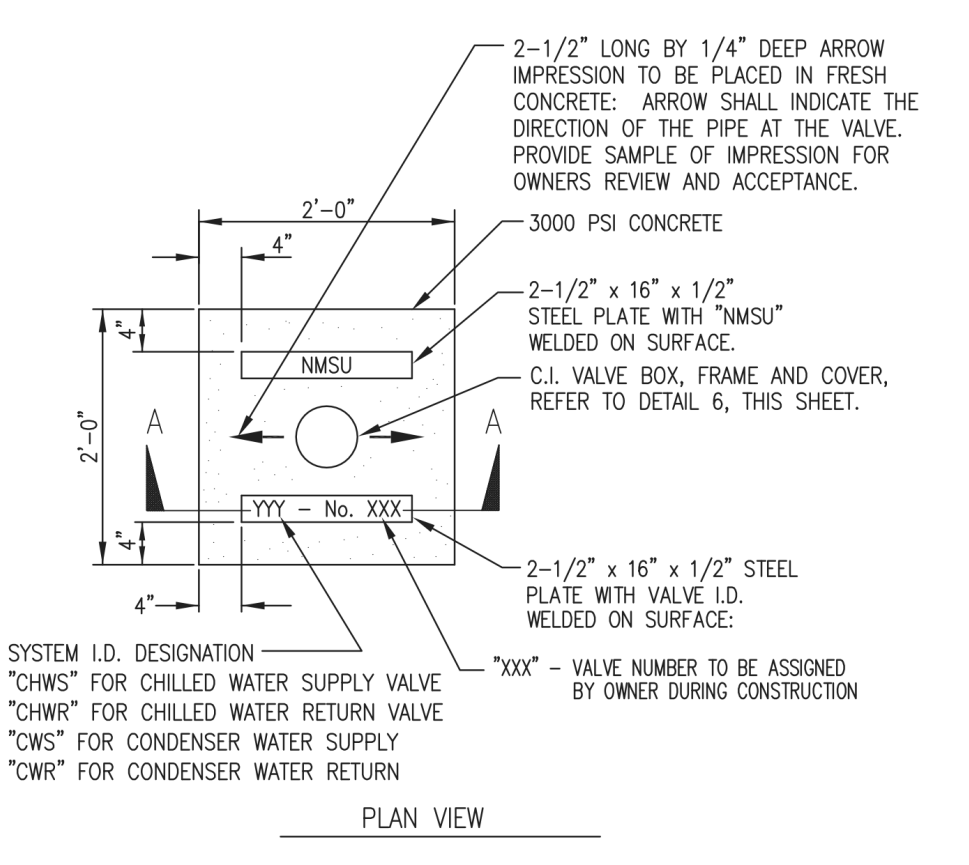 2-1/2" LONG BY 1/4" DEEP ARROW
IMPRESSION TO BE PLACED IN FRESH
CONCRETE: ARROW SHALL INDICATE THE
DIRECTION OF THE PIPE AT THE VALVE.
PROVIDE SAMPLE OF IMPRESSION FOR
OWNERS REVIEW AND ACCEPTANCE.
2'-0"
3000 PSI CONCRETE
4"
2-1/2" x 16" x 1/2"
STEEL PLATE WITH "NMSU"
WELDED ON SURFACE.
4"
NMSU
C.I. VALVE BOX, FRAME AND COVER,
REFER TO DETAIL 6, THIS SHEET.
2'-0"
A
A
YYY - No. XXX
4"
2-1/2" x 16" x 1/2" STEEL
PLATE WITH VALVE I.D.
WELDED ON SURFACE:
4"
SYSTEM I.D. DESIGNATION
"CHWS" FOR CHILLED WATER SUPPLY VALVE
"CHWR" FOR CHILLED WATER RETURN VALVE
"CWS" FOR CONDENSER WATER SUPPLY
"CWR" FOR CONDENSER WATER RETURN
"XXX" - VALVE NUMBER TO BE ASSIGNED
BY OWNER DURING CONSTRUCTION
PLAN VIEW